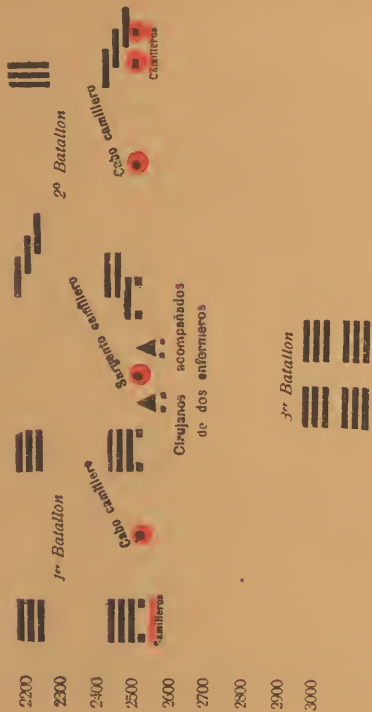 2200
1er Batallon
2º Batallon
2300
2400
Cabo camillero
Sargento camillero
Cabo camillero
2500
Camilleros
Camilleros
2600
Cirujanos acompañados
de dos enfermeros
2700
2800
2900
3er Batallon
3000